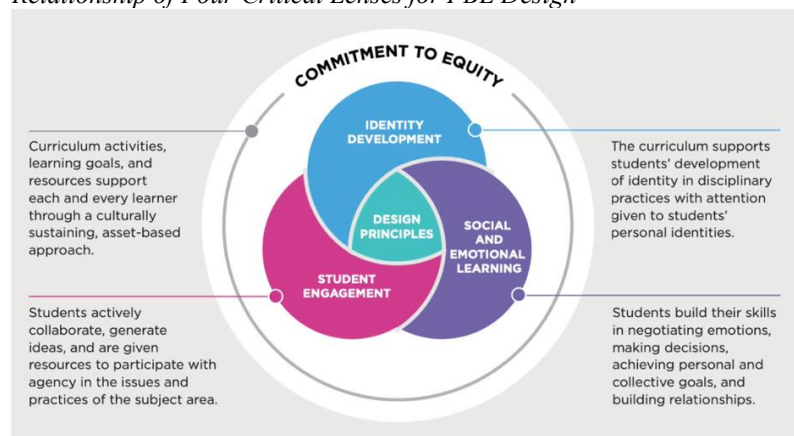 Relationship of Four Critical Lenses for PBL Design
COMMITMENT TO EQUITY
IDENTITY
DEVELOPMENT
DESIGN
PRINCIPLES
SOCIAL
AND
EMOTIONAL
LEARNING
STUDENT
ENGAGEMENT
Curriculum activities,
learning goals, and
resources support
each and every learner
through a culturally
sustaining, asset-based
approach.
The curriculum supports
students’ development
of identity in disciplinary
practices with attention
given to students’
personal identities.
Students actively
collaborate, generate
ideas, and are given
resources to participate with
agency in the issues and
practices of the subject area.
Students build their skills
in negotiating emotions,
making decisions,
achieving personal and
collective goals, and
building relationships.